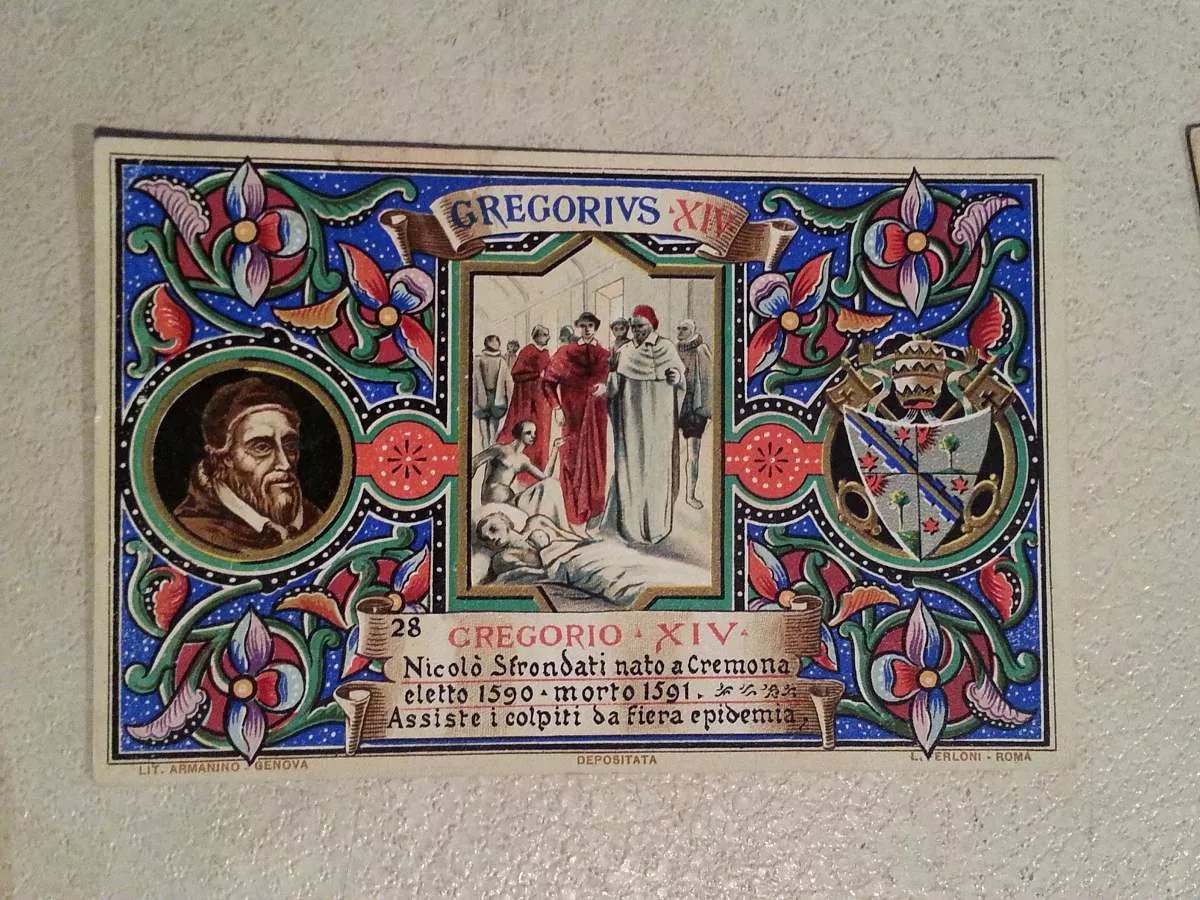 GREGORIVS · XIV
28 GREGORIO · XIV ·
Nicolò Sfrondati nato a Cremona
eletto 1590 · morto 1591 .
Assiste i colpiti da fiera epidemia,
LIT. ARMANINO - GENOVA
DEPOSITATA
L. VERLONI - ROMA